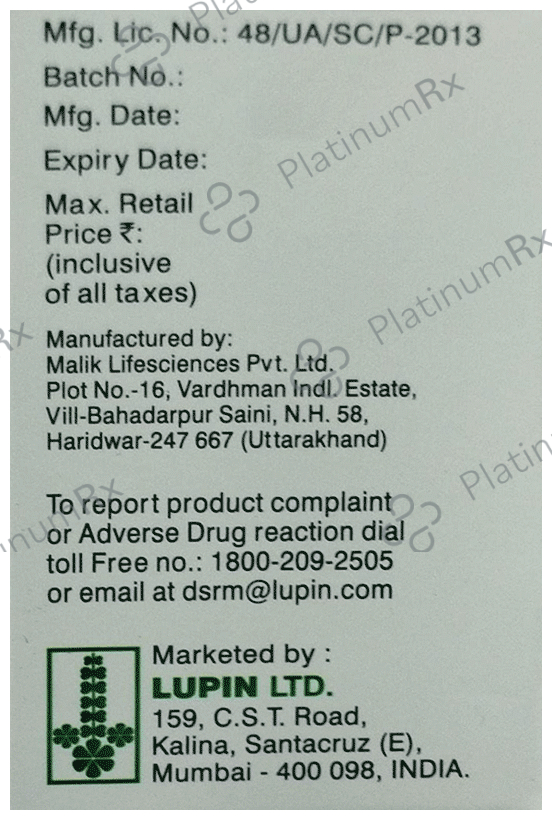 Mfg. Lic. No.: 48/UA/SC/P-2013
Batch No.:
Mfg. Date:
Expiry Date:
Max. Retail
Price ₹:
(inclusive
of all taxes)
Manufactured by:
Malik Lifesciences Pvt. Ltd.
Plot No.-16, Vardhman Indl. Estate,
Vill-Bahadarpur Saini, N.H. 58,
Haridwar-247 667 (Uttarakhand)
To report product complaint
or Adverse Drug reaction dial
toll Free no.: 1800-209-2505
or email at dsrm@lupin.com
Marketed by :
LUPIN LTD.
159, C.S.T. Road,
Kalina, Santacruz (E),
Mumbai - 400 098, INDIA.
PlatinumRx
PlatinumRx